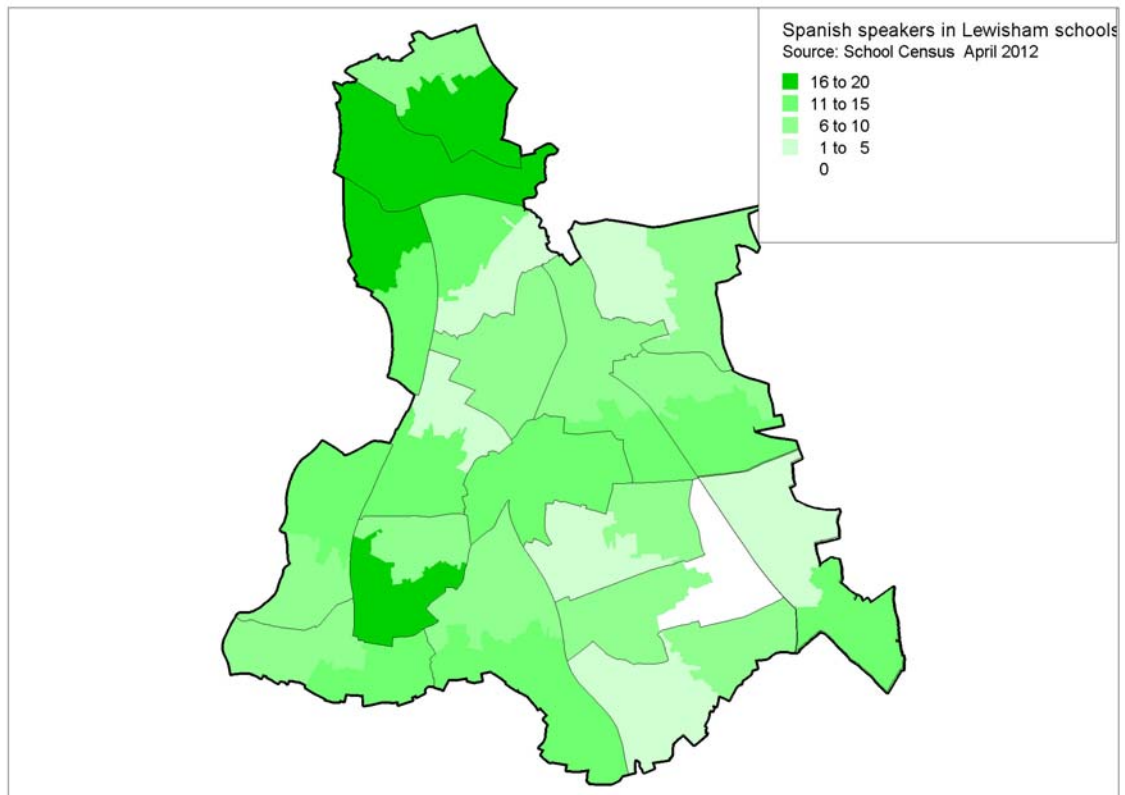 Spanish speakers in Lewisham schools
Source: School Census April 2012
16 to 20
11 to 15
6 to 10
1 to 5
0